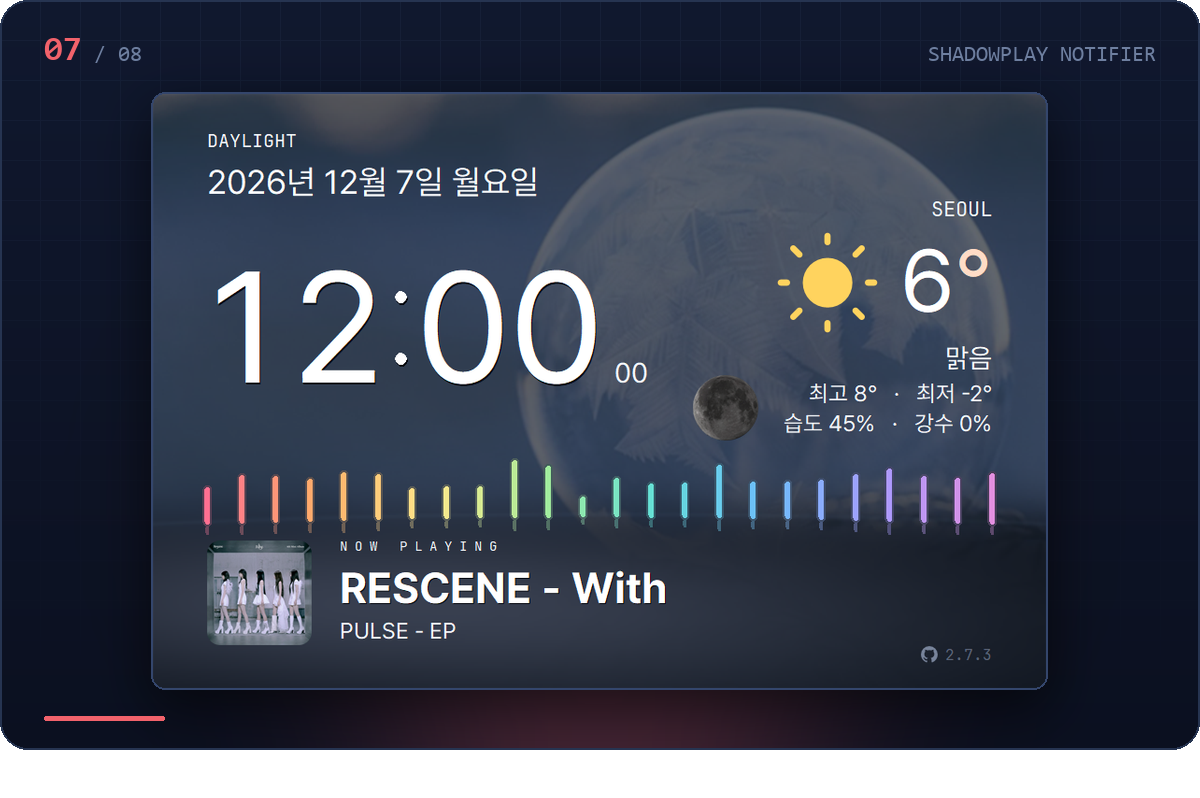 07 / 08
SHADOWPLAY NOTIFIER
DAYLIGHT
2026년 12월 7일 월요일
12:00 00
SEOUL
6°
맑음
최고 8° · 최저 -2°
습도 45% · 강수 0%
NOW PLAYING
RESCENE - With
PULSE - EP
2.7.3